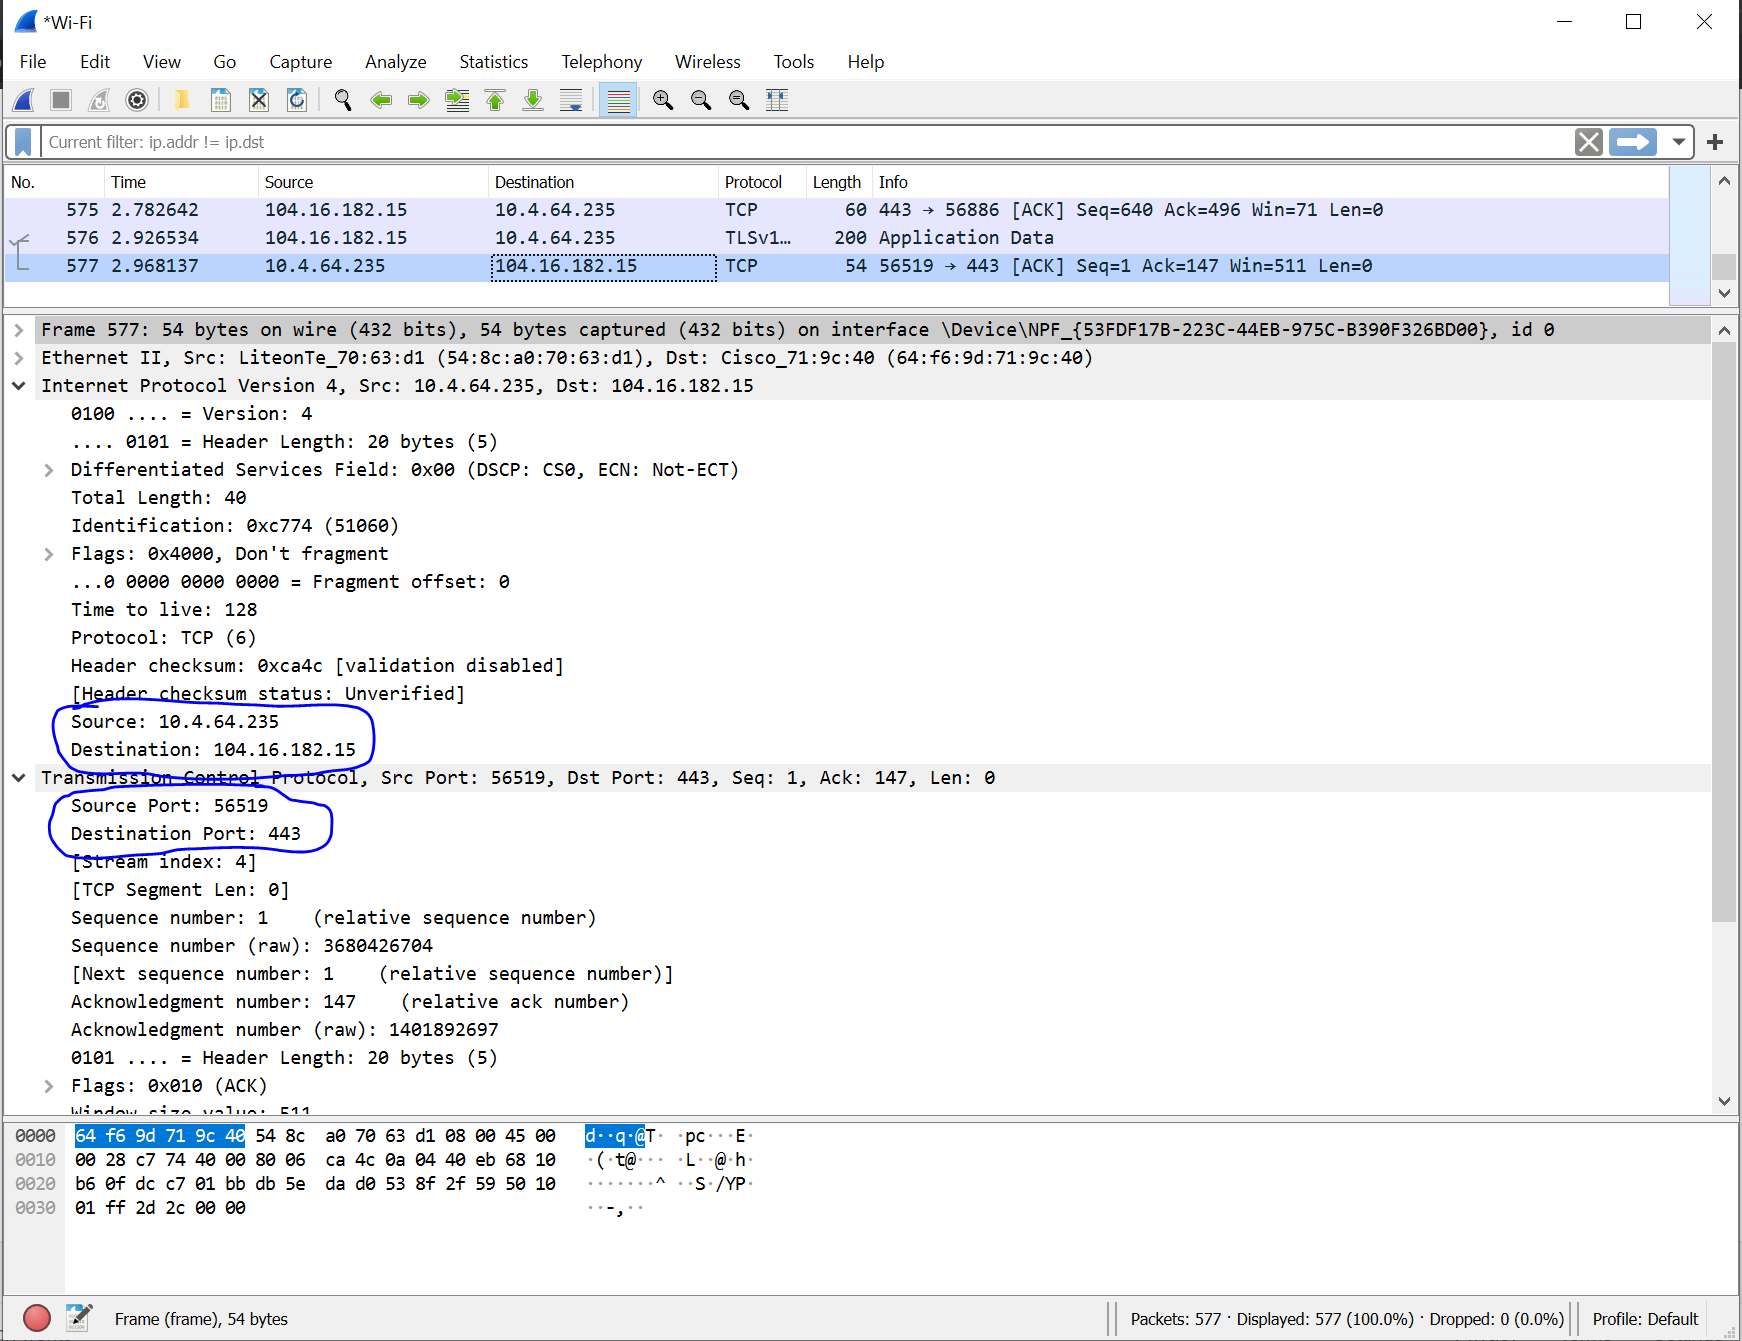 *Wi-Fi
File Edit View Go Capture Analyze Statistics Telephony Wireless Tools Help
Current filter: ip.addr != ip.dst
No. Time Source Destination Protocol Length Info
575 2.782642 104.16.182.15 10.4.64.235 TCP 60 443 → 56886 [ACK] Seq=640 Ack=496 Win=71 Len=0
576 2.926534 104.16.182.15 10.4.64.235 TLSv1… 200 Application Data
577 2.968137 10.4.64.235 104.16.182.15 TCP 54 56519 → 443 [ACK] Seq=1 Ack=147 Win=511 Len=0
Frame 577: 54 bytes on wire (432 bits), 54 bytes captured (432 bits) on interface \Device\NPF_{53FDF17B-223C-44EB-975C-B390F326BD00}, id 0
Ethernet II, Src: LiteonTe_70:63:d1 (54:8c:a0:70:63:d1), Dst: Cisco_71:9c:40 (64:f6:9d:71:9c:40)
Internet Protocol Version 4, Src: 10.4.64.235, Dst: 104.16.182.15
0100 .... = Version: 4
.... 0101 = Header Length: 20 bytes (5)
Differentiated Services Field: 0x00 (DSCP: CS0, ECN: Not-ECT)
Total Length: 40
Identification: 0xc774 (51060)
Flags: 0x4000, Don't fragment
...0 0000 0000 0000 = Fragment offset: 0
Time to live: 128
Protocol: TCP (6)
Header checksum: 0xca4c [validation disabled]
[Header checksum status: Unverified]
Source: 10.4.64.235
Destination: 104.16.182.15
Transmission Control Protocol, Src Port: 56519, Dst Port: 443, Seq: 1, Ack: 147, Len: 0
Source Port: 56519
Destination Port: 443
[Stream index: 4]
[TCP Segment Len: 0]
Sequence number: 1 (relative sequence number)
Sequence number (raw): 3680426704
[Next sequence number: 1 (relative sequence number)]
Acknowledgment number: 147 (relative ack number)
Acknowledgment number (raw): 1401892697
0101 .... = Header Length: 20 bytes (5)
Flags: 0x010 (ACK)
Window size value: 511
0000 64 f6 9d 71 9c 40 54 8c a0 70 63 d1 08 00 45 00 d··q·@T· ·pc···E·
0010 00 28 c7 74 40 00 80 06 ca 4c 0a 04 40 eb 68 10 ·(·t@··· ·L··@·h·
0020 b6 0f dc c7 01 bb db 5e da d0 53 8f 2f 59 50 10 ·······^ ··S·/YP·
0030 01 ff 2d 2c 00 00 ··-,··
Frame (frame), 54 bytes
Packets: 577 · Displayed: 577 (100.0%) · Dropped: 0 (0.0%)
Profile: Default